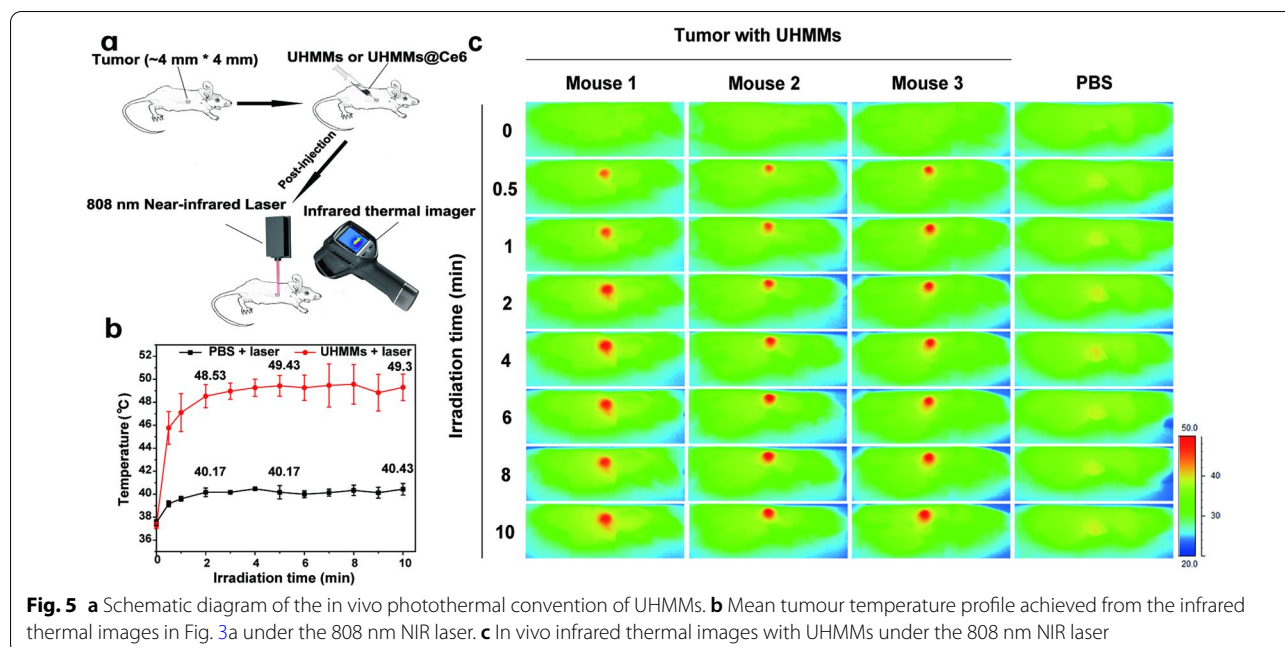 a
Tumor (~4 mm * 4 mm)
UHMMs or UHMMs@Ce6
Post-injection
808 nm Near-infrared Laser
Infrared thermal imager
b
PBS + laser
UHMMs + laser
52
50
48
46
44
42
40
38
36
48.53
49.43
49.3
40.17
40.17
40.43
Temperature (°C)
0 2 4 6 8 10
Irradiation time (min)
c
Tumor with UHMMs
Mouse 1 Mouse 2 Mouse 3 PBS
Irradiation time (min)
0
0.5
1
2
4
6
8
10
50.0
40
30
20.0
Fig. 5 a Schematic diagram of the in vivo photothermal convention of UHMMs. b Mean tumour temperature profile achieved from the infrared
thermal images in Fig. 3a under the 808 nm NIR laser. c In vivo infrared thermal images with UHMMs under the 808 nm NIR laser